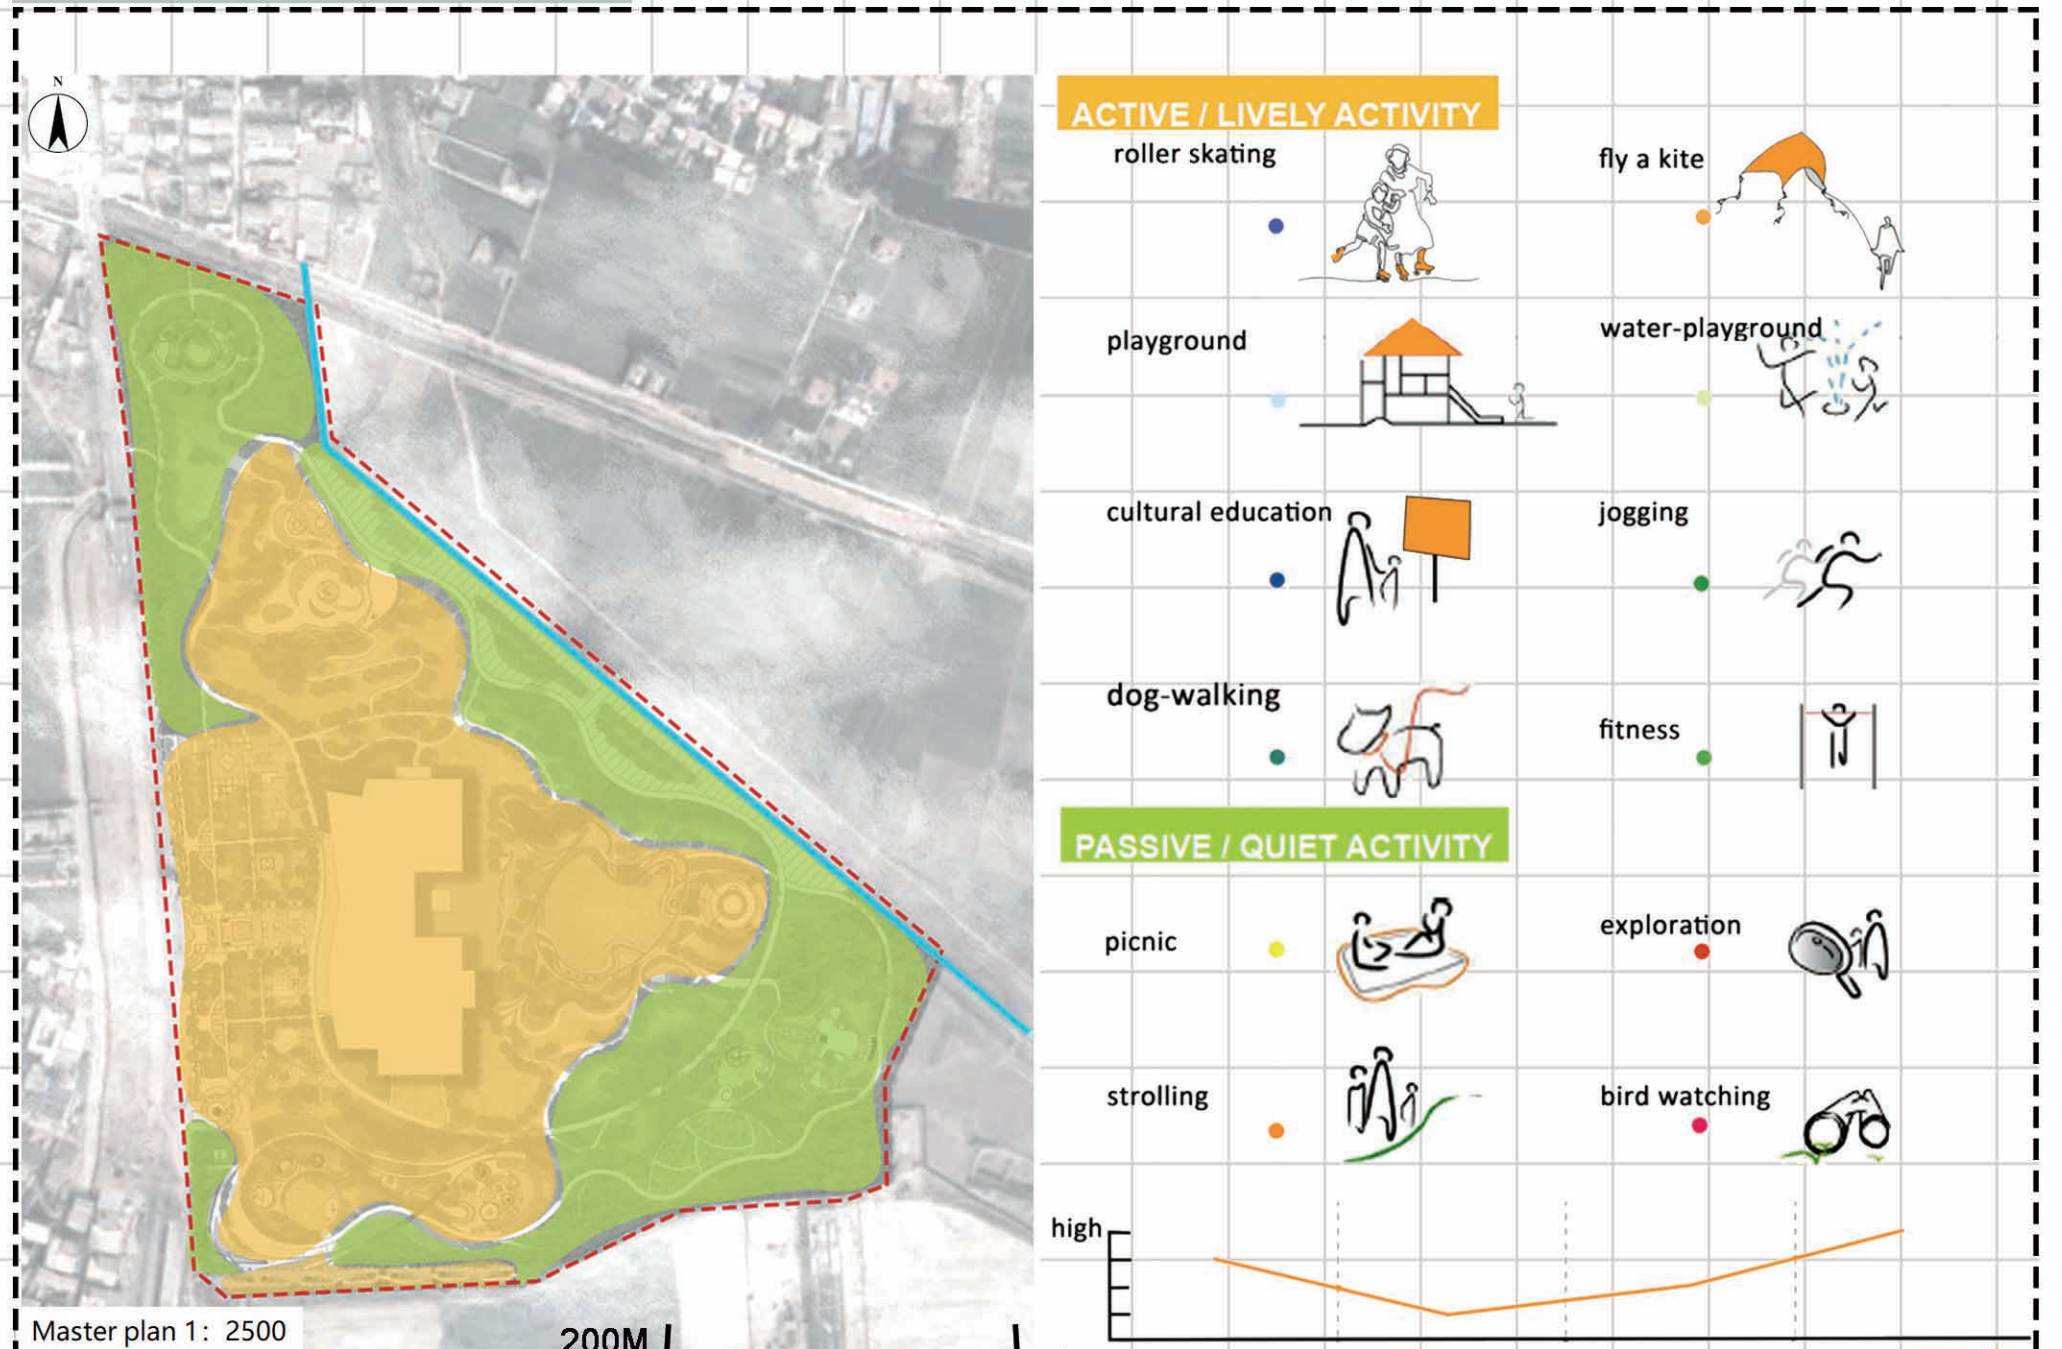 N
ACTIVE / LIVELY ACTIVITY
roller skating
fly a kite
playground
water-playground
cultural education
jogging
dog-walking
fitness
PASSIVE / QUIET ACTIVITY
picnic
exploration
strolling
bird watching
high
Master plan 1: 2500
200M